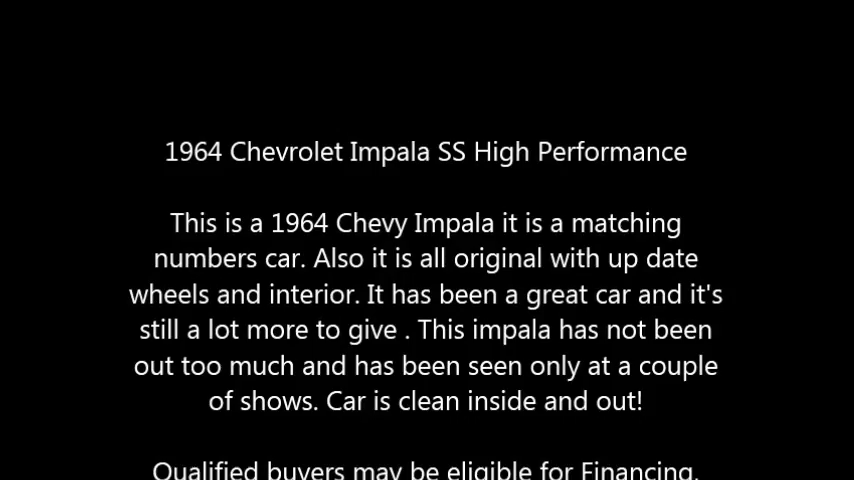 1964 Chevrolet Impala SS High Performance
This is a 1964 Chevy Impala it is a matching
numbers car. Also it is all original with up date
wheels and interior. It has been a great car and it's
still a lot more to give . This impala has not been
out too much and has been seen only at a couple
of shows. Car is clean inside and out!
Qualified buyers may be eligible for Financing,